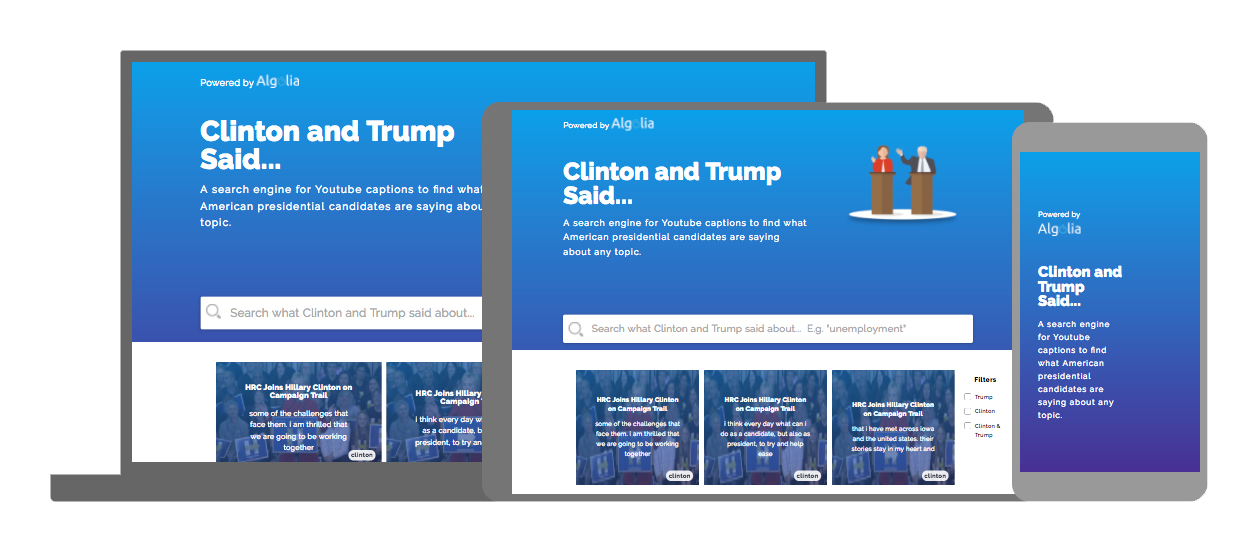 Powered by Algolia
Clinton and Trump
Said...
A search engine for Youtube captions to find what
American presidential candidates are saying abou
topic.
Search what Clinton and Trump said about...
HRC Joins Hillary Clinton on
Campaign Trail
some of the challenges that
face them. i am thrilled that
we are going to be working
together
clinton
HRC Joins Hillary Clint
Campaign Trail
i think every day w
as a candidate, b
president, to try an
Powered by Algolia
Clinton and Trump
Said...
A search engine for Youtube captions to find what
American presidential candidates are saying
about any topic.
Search what Clinton and Trump said about... E.g. "unemployment"
HRC Joins Hillary Clinton
on Campaign Trail
some of the challenges that
face them. i am thrilled that
we are going to be working
together
clinton
HRC Joins Hillary Clinton
on Campaign Trail
i think every day what can i
do as a candidate, but also as
president, to try and help
ease
clinton
HRC Joins Hillary Clinton
on Campaign Trail
that i have met across iowa
and the united states. their
stories stay in my heart and
clinton
Filters
Trump
Clinton
Clinton &
Trump
Powered by
Algolia
Clinton and
Trump
Said...
A search engine
for Youtube
captions to find
what American
presidential
candidates are
saying about any
topic.